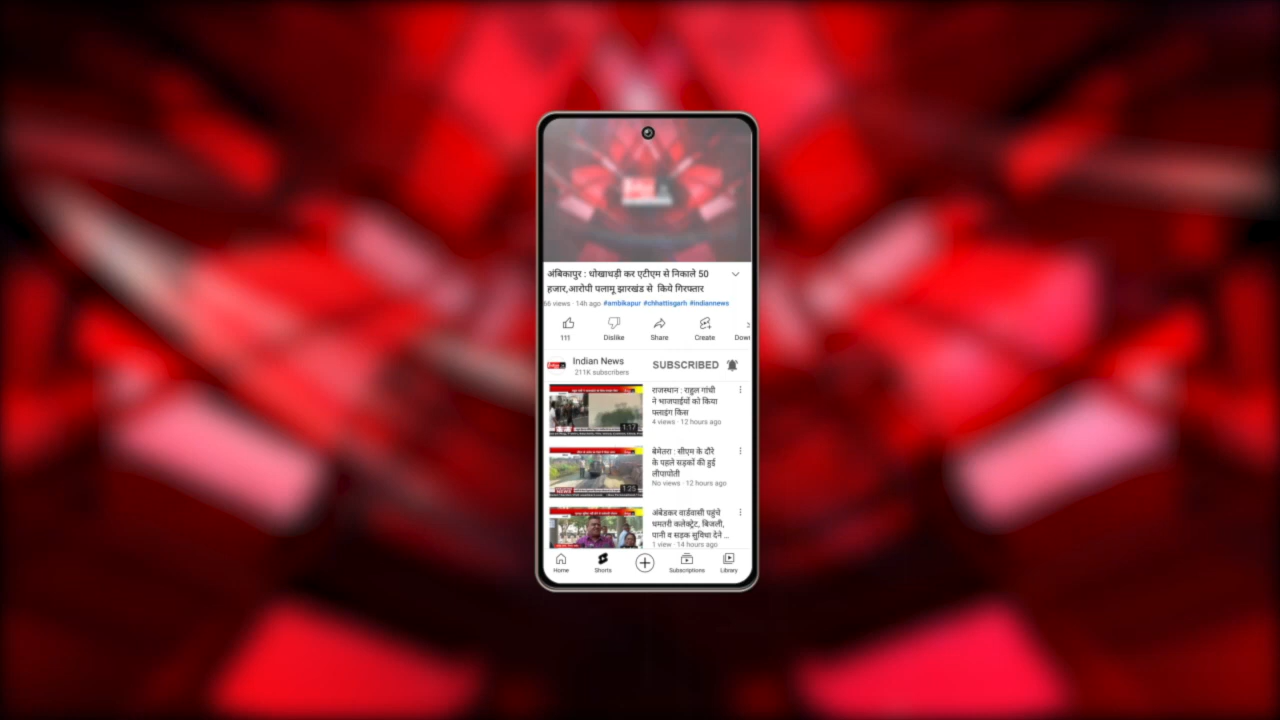 अंबिकापुर : धोखाधड़ी कर एटीएम से निकाले 50
हजार,आरोपी पलामू झारखंड से किये गिरफ्तार
66 views · 14h ago #ambikapur #chhattisgarh #indiannews
111
Dislike
Share
Create
Indian News
211K subscribers
SUBSCRIBED
राजस्थान : राहुल गांधी
ने भाजपाईयों को किया
फ्लाइंग किस
4 views · 12 hours ago
1:17
बेमेतरा : सीएम के दौरे
के पहले सड़कों की हुई
लीपापोती
No views · 12 hours ago
1:25
अंबेडकर वार्डवासी पहुंचे
धमतरी कलेक्ट्रेट, बिजली,
पानी व सड़क सुविधा देने ...
1 view · 14 hours ago
Home
Shorts
Subscriptions
Library